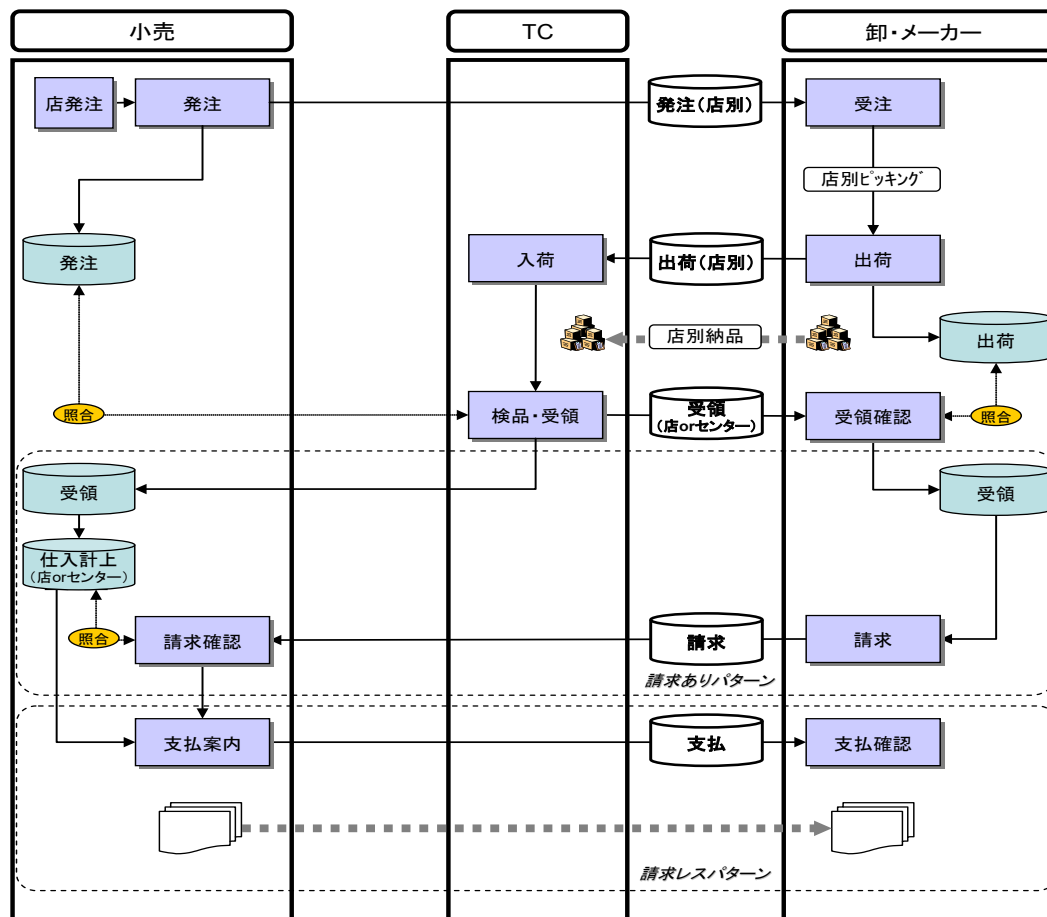 小売
TC
卸・メーカー
店発注
発注
発注(店別)
受注
店別ピッキング
発注
入荷
出荷(店別)
出荷
店別納品
出荷
照合
検品・受領
受領
(店orセンター)
受領確認
照合
受領
受領
仕入計上
(店orセンター)
照合
請求確認
請求
請求
請求ありパターン
支払案内
支払
支払確認
請求レスパターン